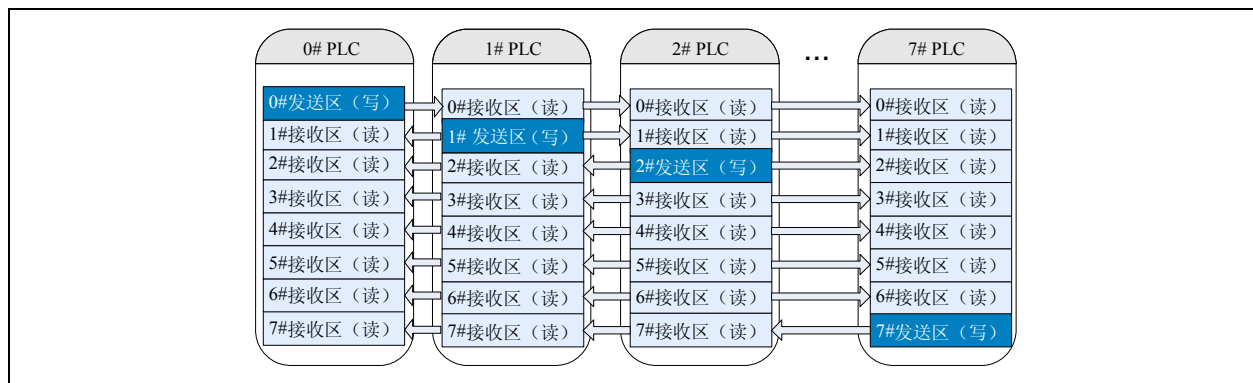 0# PLC 1# PLC 2# PLC … 7# PLC
0#发送区（写） 0#接收区（读） 0#接收区（读） 0#接收区（读）
1#接收区（读） 1# 发送区（写） 1#接收区（读） 1#接收区（读）
2#接收区（读） 2#接收区（读） 2#发送区（写） 2#接收区（读）
3#接收区（读） 3#接收区（读） 3#接收区（读） 3#接收区（读）
4#接收区（读） 4#接收区（读） 4#接收区（读） 4#接收区（读）
5#接收区（读） 5#接收区（读） 5#接收区（读） 5#接收区（读）
6#接收区（读） 6#接收区（读） 6#接收区（读） 6#接收区（读）
7#接收区（读） 7#接收区（读） 7#接收区（读） 7#发送区（写）